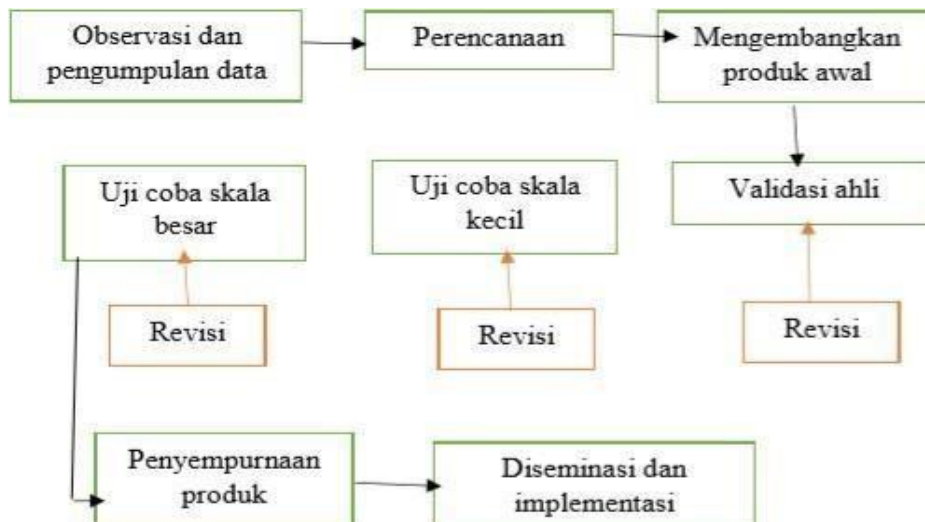 Observasi dan
pengumpulan data
Perencanaan
Mengembangkan
produk awal
Uji coba skala
besar
Uji coba skala
kecil
Validasi ahli
Revisi
Revisi
Revisi
Penyempurnaan
produk
Diseminasi dan
implementasi